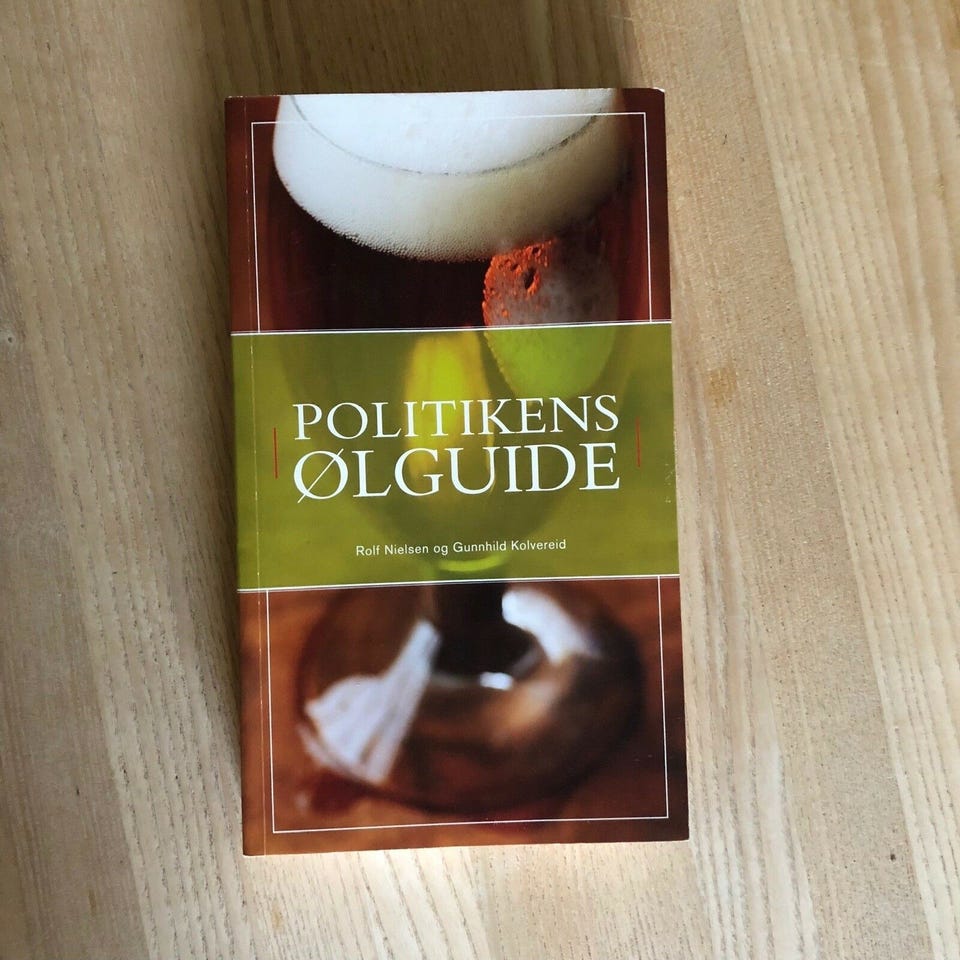 POLITIKENS
ØLGUIDE
Rolf Nielsen og Gunnhild Kolvereid